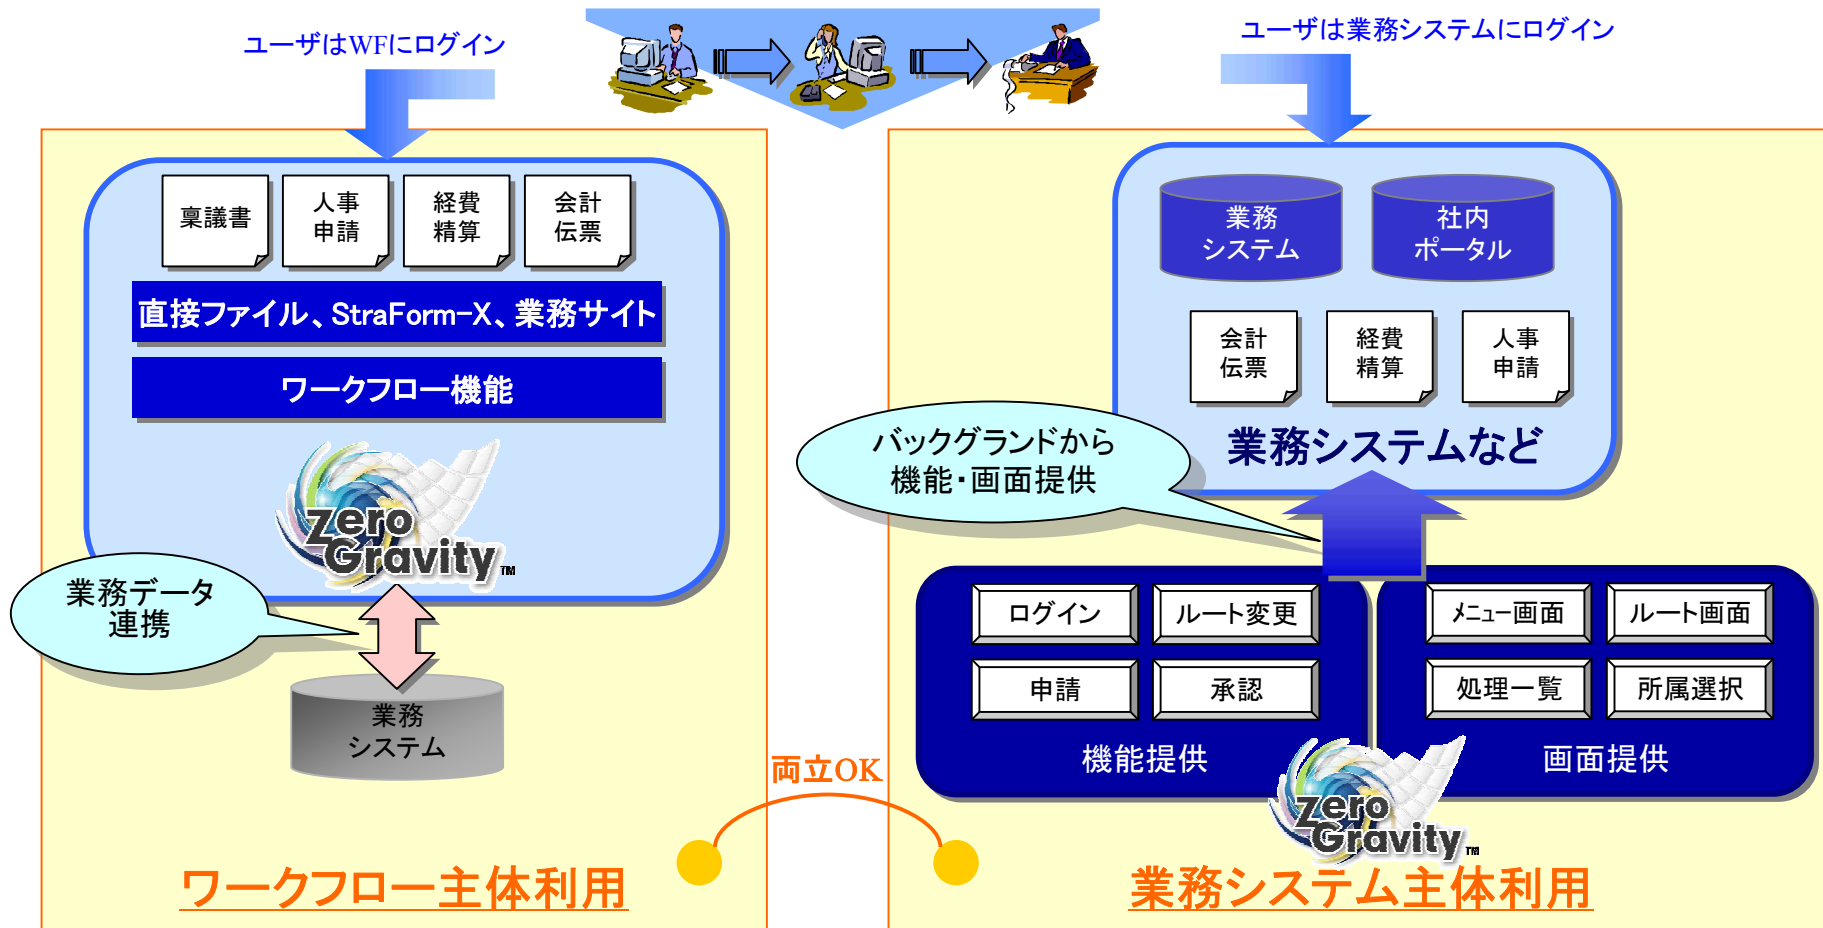 ユーザはWFにログイン
ユーザは業務システムにログイン
稟議書
人事
申請
経費
精算
会計
伝票
直接ファイル、StraForm-X、業務サイト
ワークフロー機能
zero
Gravity TM
業務データ
連携
業務
システム
ワークフロー主体利用
両立OK
業務
システム
社内
ポータル
会計
伝票
経費
精算
人事
申請
業務システムなど
バックグランドから
機能・画面提供
ログイン
ルート変更
申請
承認
機能提供
メニュー画面
ルート画面
処理一覧
所属選択
画面提供
zero
Gravity TM
業務システム主体利用